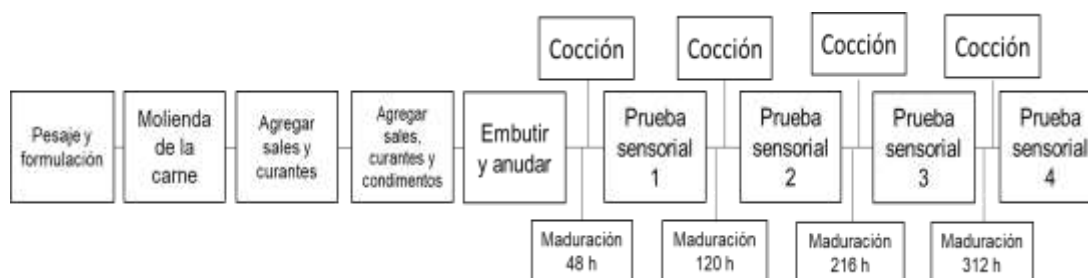 Cocción
Cocción
Cocción
Cocción
Pesaje y
formulación
Molienda
de la
carne
Agregar
sales y
curantes
Agregar
sales,
curantes y
condimentos
Embutir
y anudar
Prueba
sensorial
1
Prueba
sensorial
2
Prueba
sensorial
3
Prueba
sensorial
4
Maduración
48 h
Maduración
120 h
Maduración
216 h
Maduración
312 h